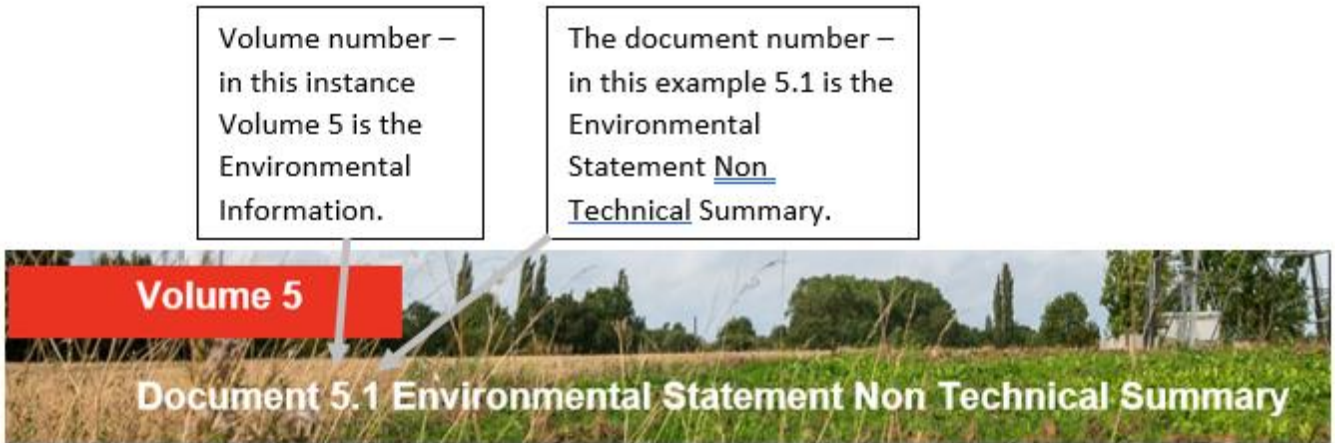 Volume number –
in this instance
Volume 5 is the
Environmental
Information.
The document number –
in this example 5.1 is the
Environmental
Statement Non
Technical Summary.
Volume 5
Document 5.1 Environmental Statement Non Technical Summary